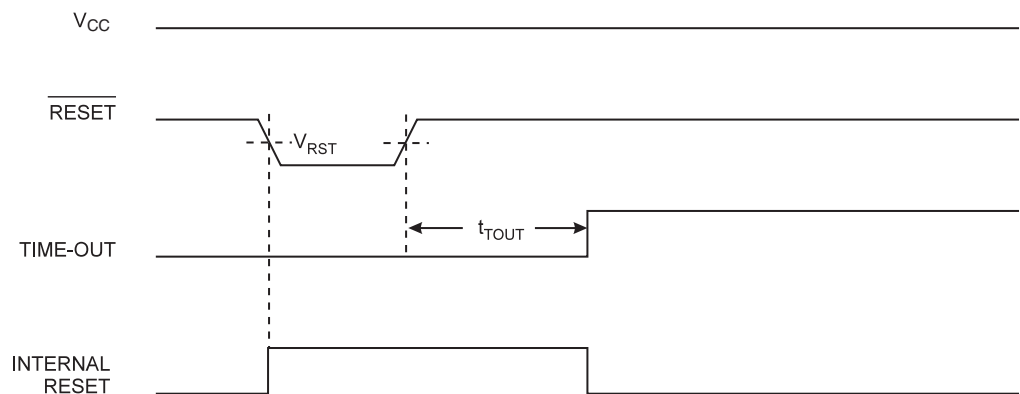 VCC
RESET
VRST
tTOUT
TIME-OUT
INTERNAL
RESET